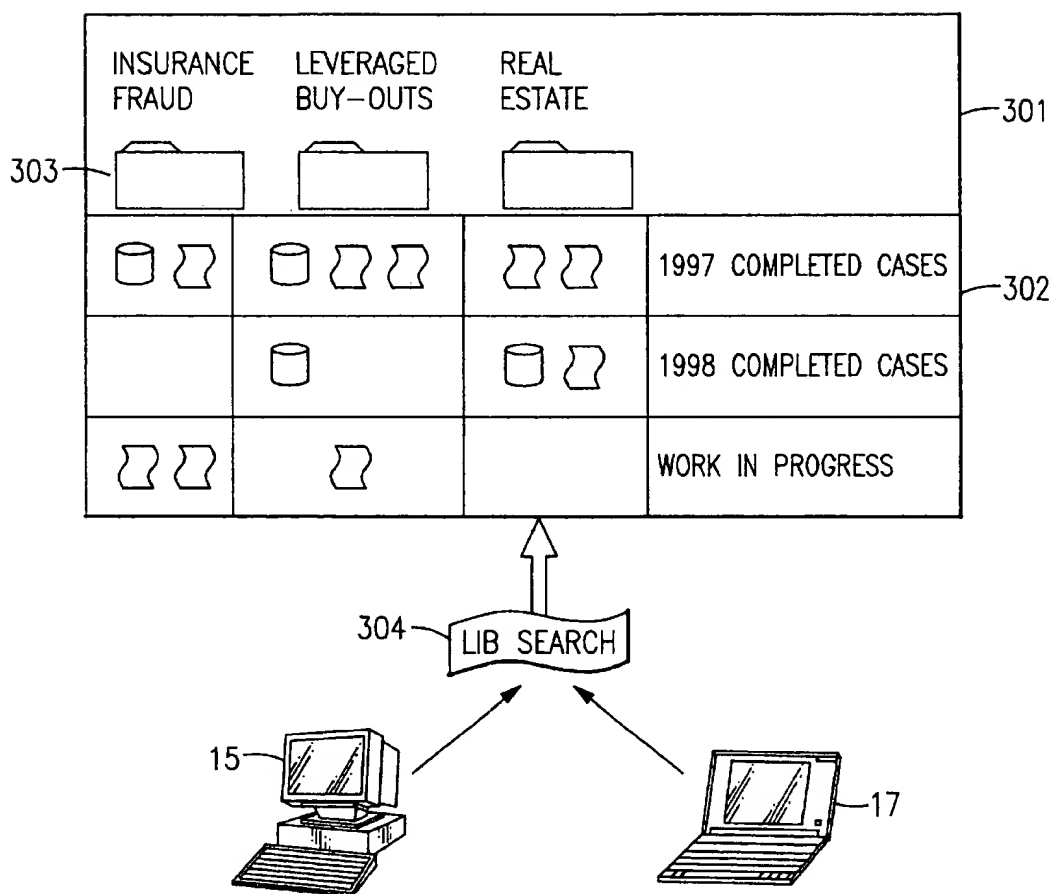 INSURANCE FRAUD
LEVERAGED BUY-OUTS
REAL ESTATE
301
303
1997 COMPLETED CASES
302
1998 COMPLETED CASES
WORK IN PROGRESS
304
LIB SEARCH
15
17